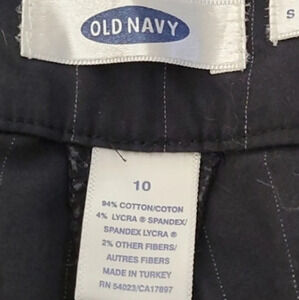 OLD NAVY
S
10
94% COTTON/COTON
4% LYCRA ® SPANDEX/
SPANDEX LYCRA ®
2% OTHER FIBERS/
AUTRES FIBERS
MADE IN TURKEY
RN 54023/CA17897